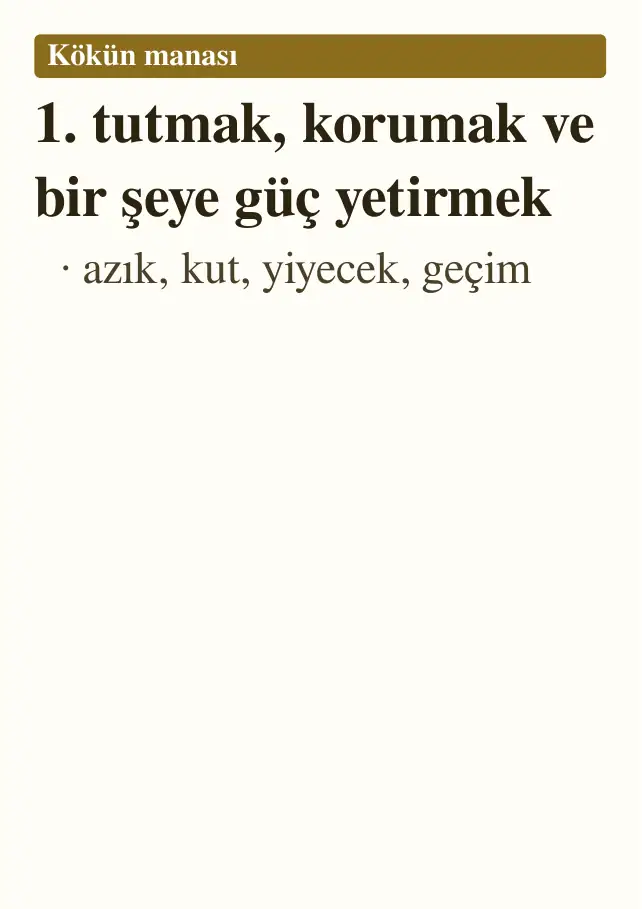 Kökün manası
1. tutmak, korumak ve
bir şeye güç yetirmek
· azık, kut, yiyecek, geçim